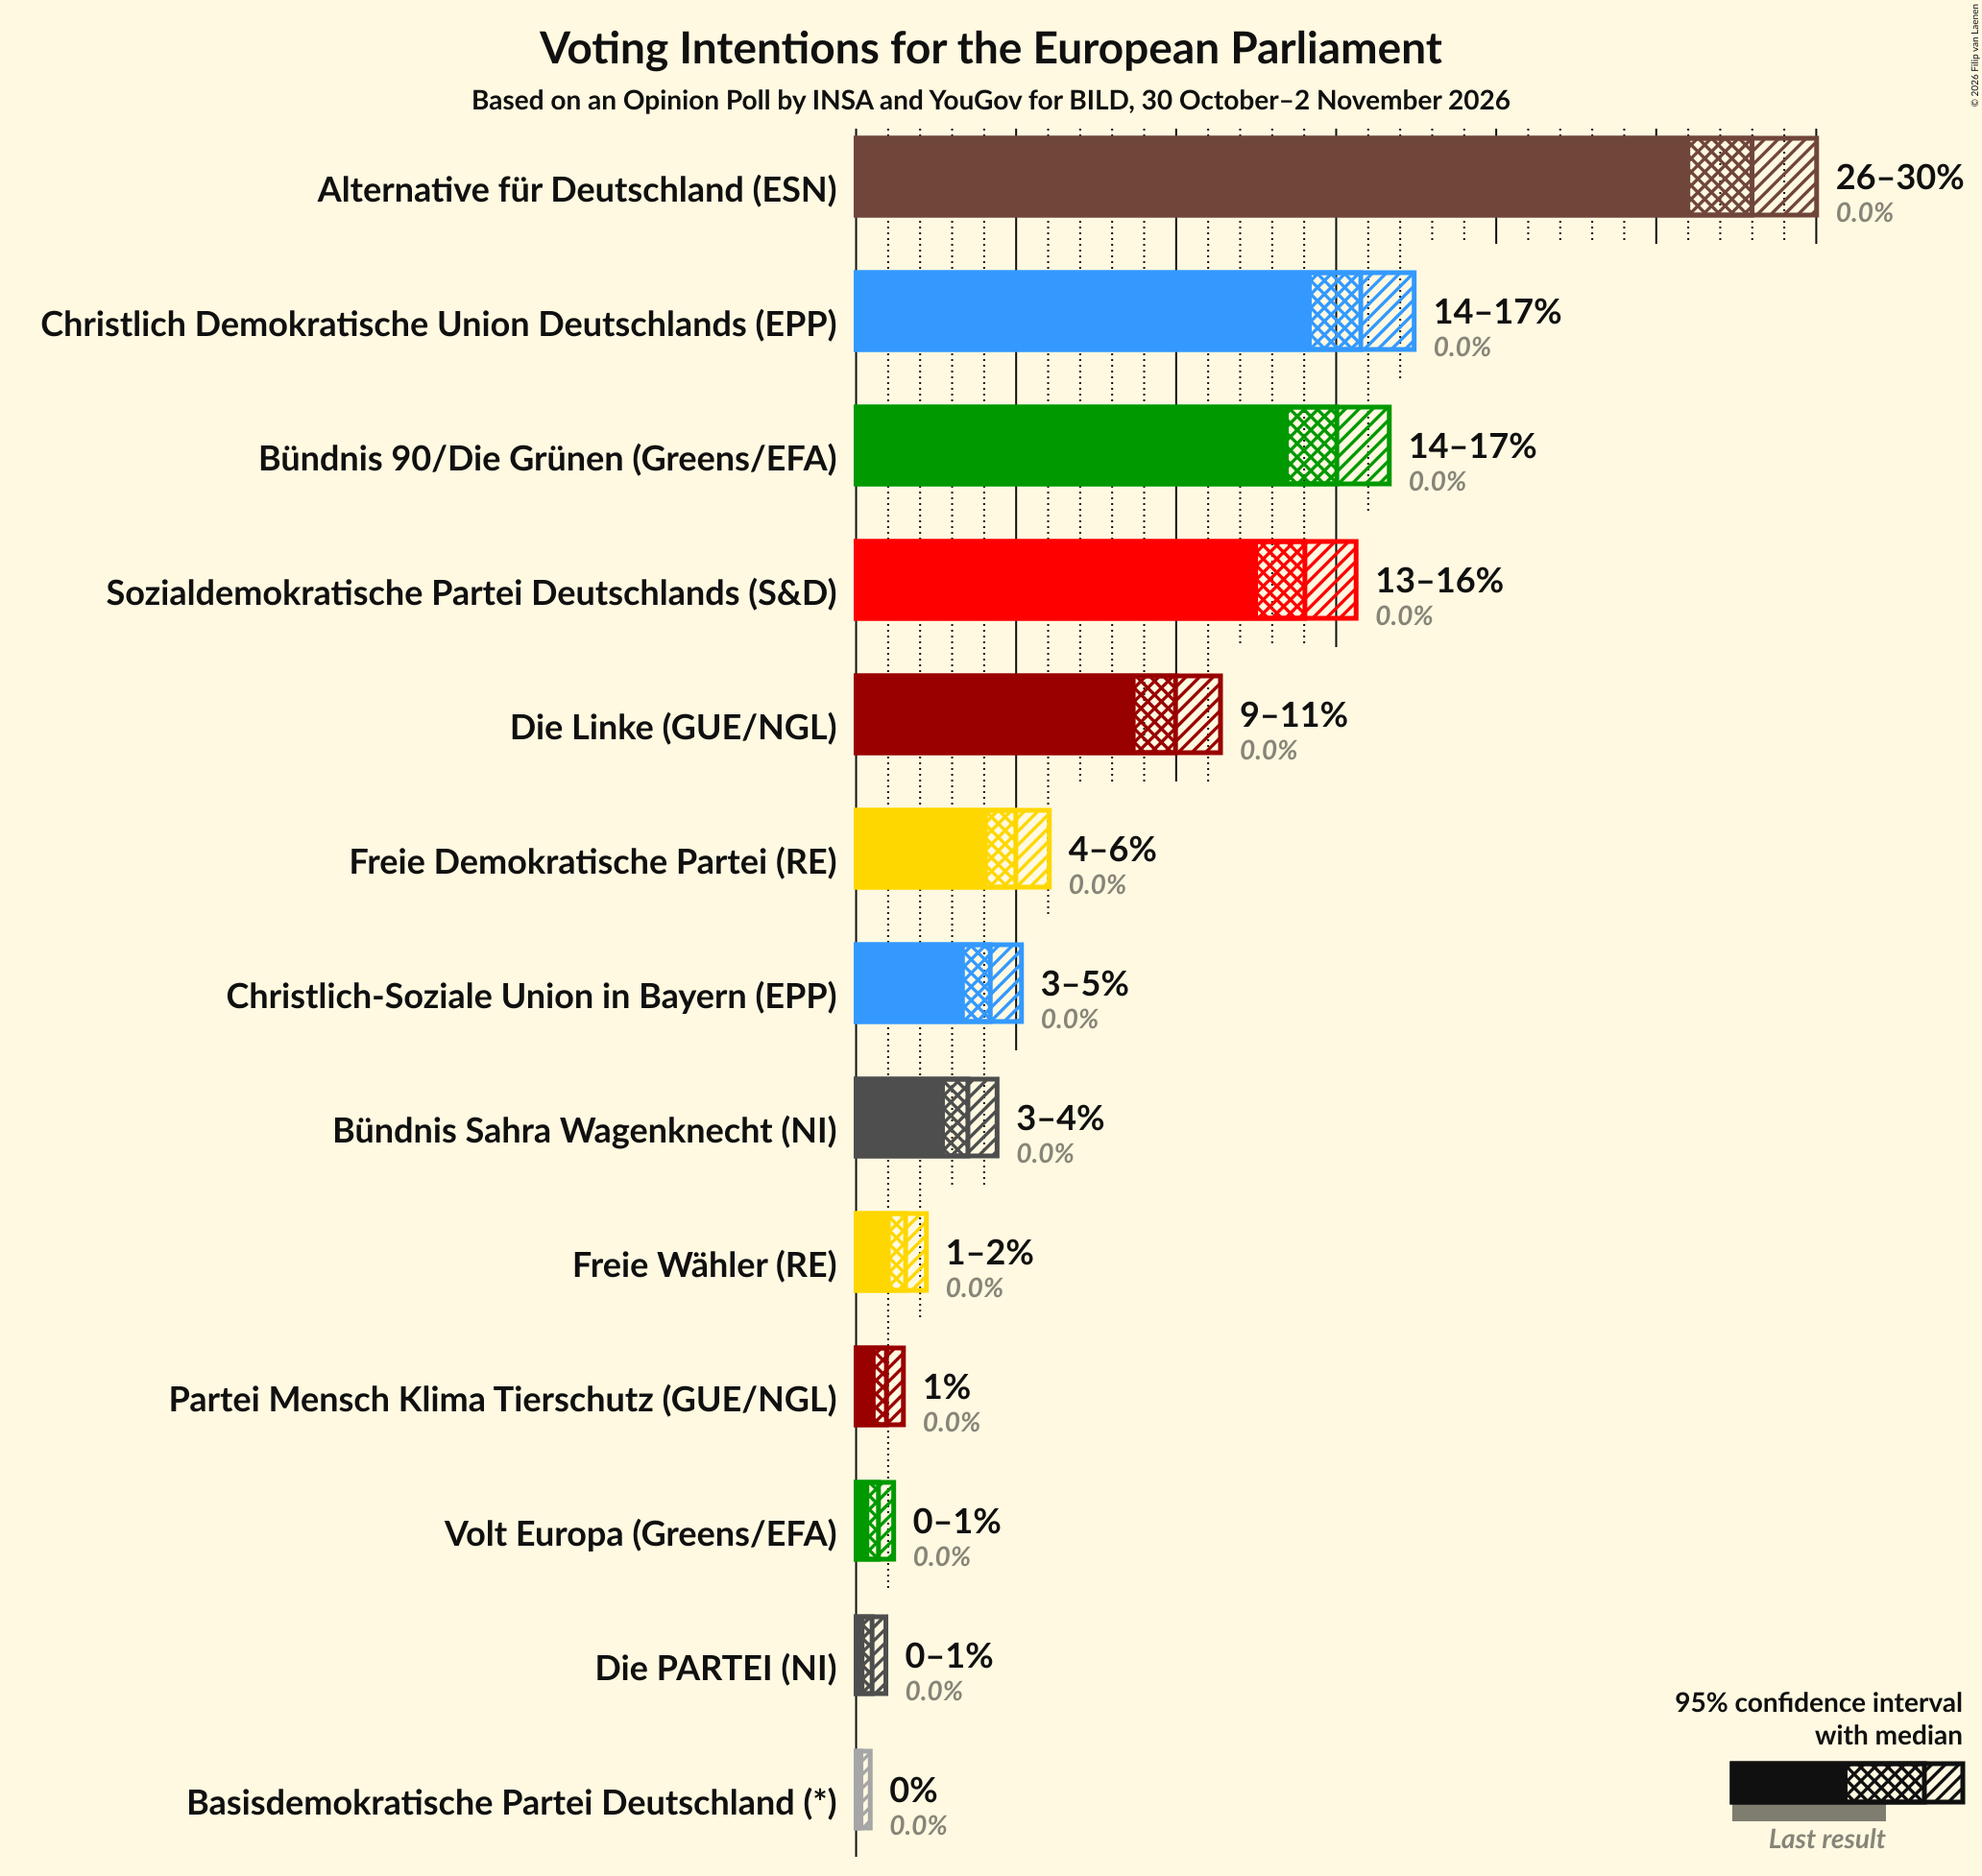 Voting Intentions for the European Parliament
Based on an Opinion Poll by INSA and YouGov for BILD, 30 October–2 November 2026
© 2026 Filip van Laenen
Alternative für Deutschland (ESN)
26–30%
0.0%
Christlich Demokratische Union Deutschlands (EPP)
14–17%
0.0%
Bündnis 90/Die Grünen (Greens/EFA)
14–17%
0.0%
Sozialdemokratische Partei Deutschlands (S&D)
13–16%
0.0%
Die Linke (GUE/NGL)
9–11%
0.0%
Freie Demokratische Partei (RE)
4–6%
0.0%
Christlich-Soziale Union in Bayern (EPP)
3–5%
0.0%
Bündnis Sahra Wagenknecht (NI)
3–4%
0.0%
Freie Wähler (RE)
1–2%
0.0%
Partei Mensch Klima Tierschutz (GUE/NGL)
1%
0.0%
Volt Europa (Greens/EFA)
0–1%
0.0%
Die PARTEI (NI)
0–1%
0.0%
Basisdemokratische Partei Deutschland (*)
0%
0.0%
95% confidence interval
with median
Last result